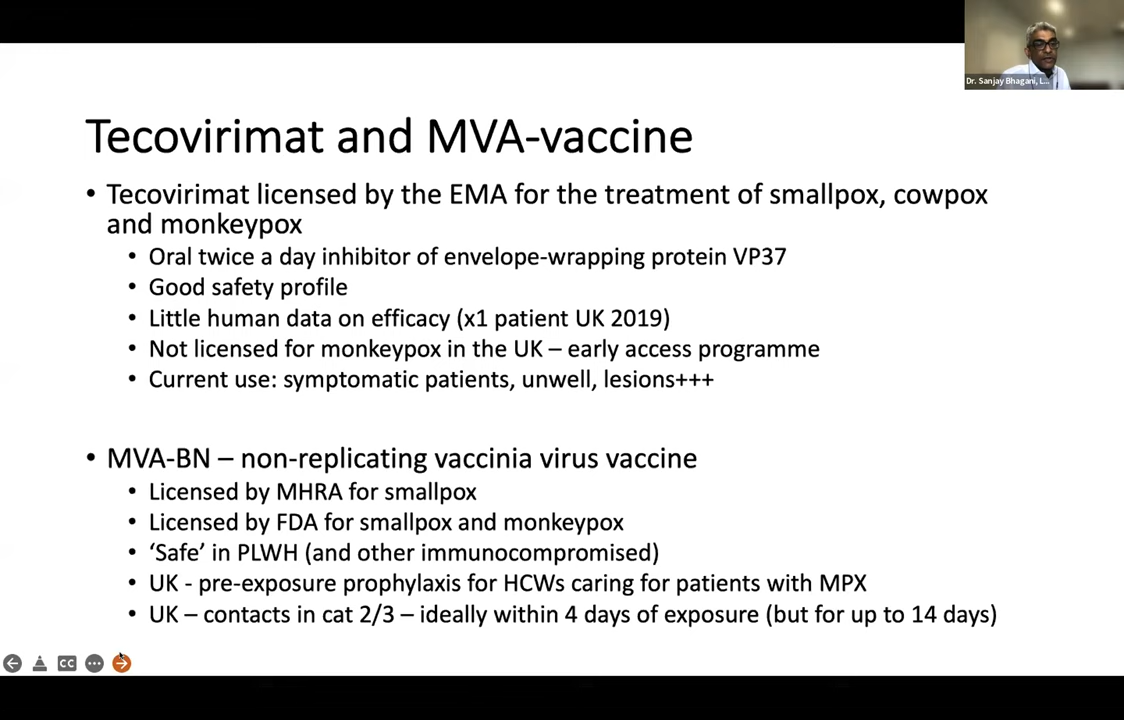 Dr. Sanjay Bhagani, L...
Tecovirimat and MVA-vaccine
• Tecovirimat licensed by the EMA for the treatment of smallpox, cowpox
and monkeypox
• Oral twice a day inhibitor of envelope-wrapping protein VP37
• Good safety profile
• Little human data on efficacy (x1 patient UK 2019)
• Not licensed for monkeypox in the UK – early access programme
• Current use: symptomatic patients, unwell, lesions+++
• MVA-BN – non-replicating vaccinia virus vaccine
• Licensed by MHRA for smallpox
• Licensed by FDA for smallpox and monkeypox
• ‘Safe’ in PLWH (and other immunocompromised)
• UK - pre-exposure prophylaxis for HCWs caring for patients with MPX
• UK – contacts in cat 2/3 – ideally within 4 days of exposure (but for up to 14 days)
CC